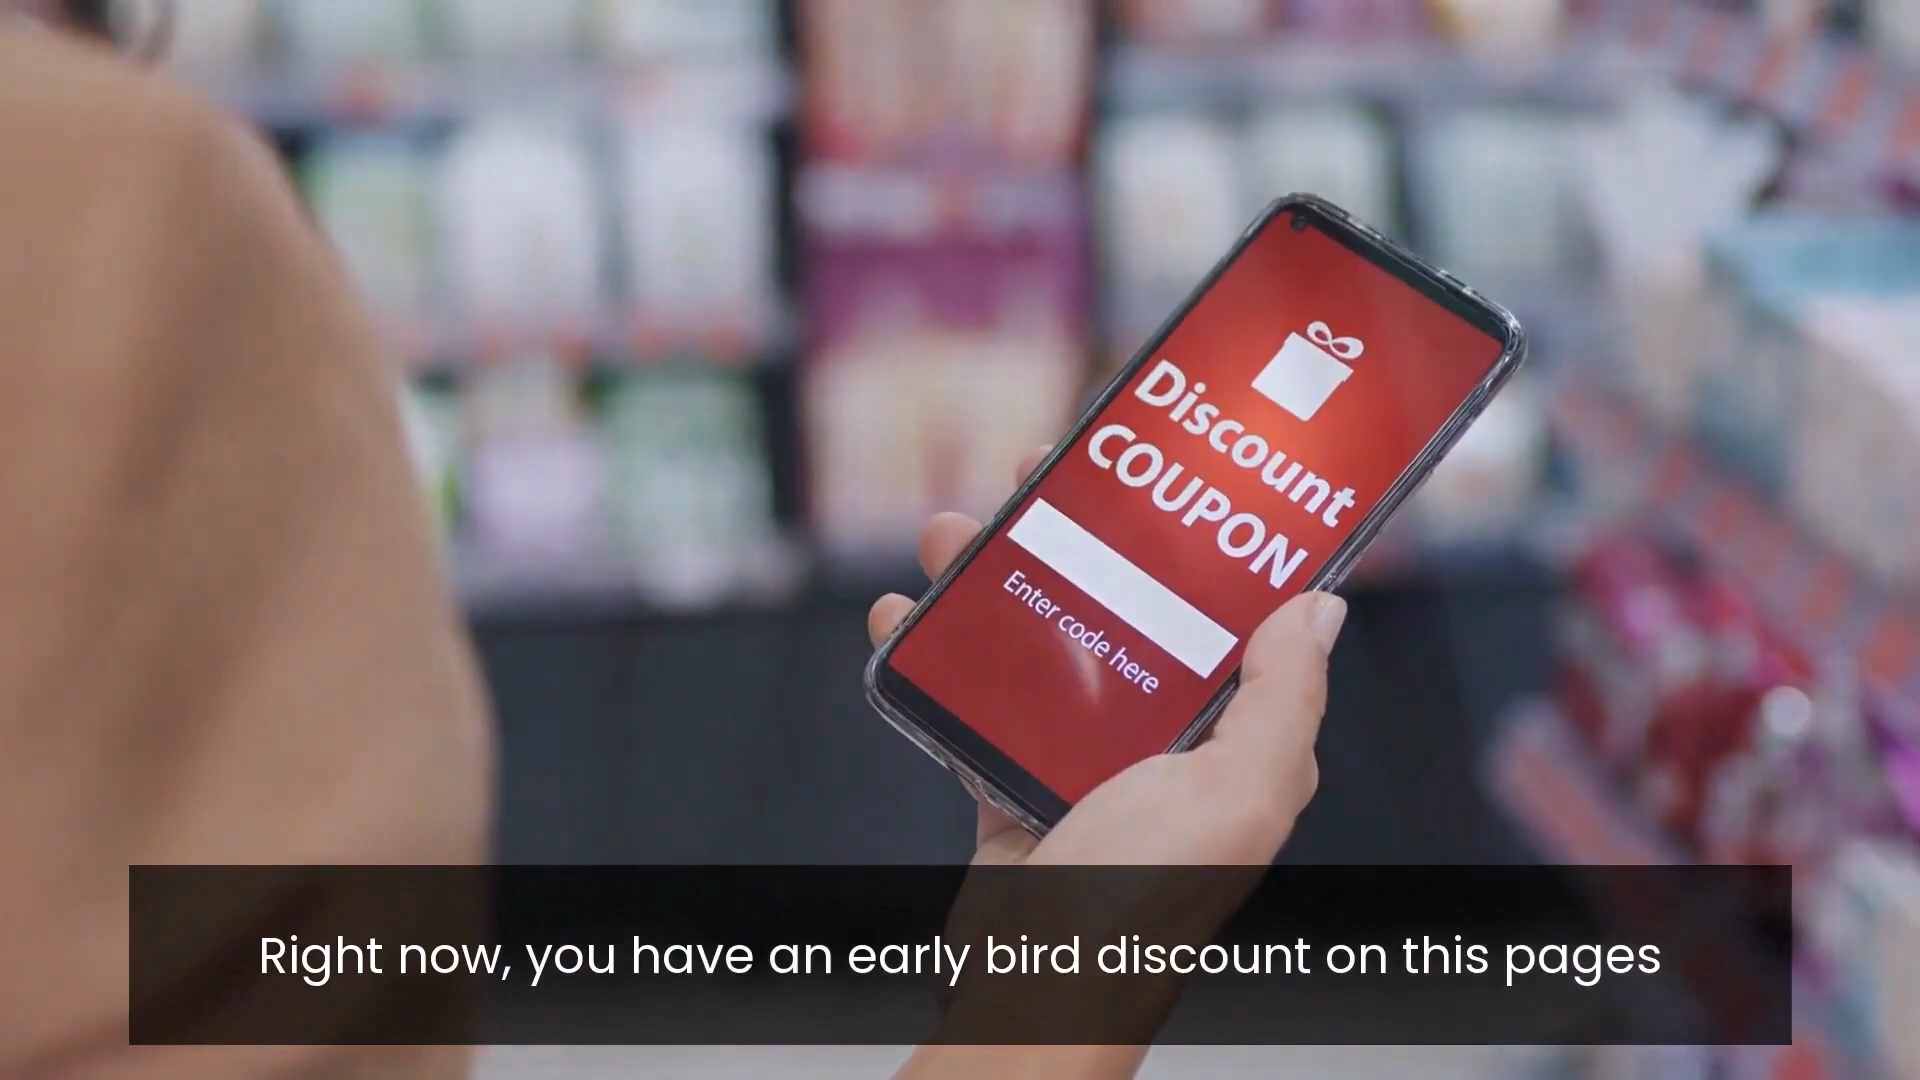 Discount
COUPON
Enter code here
Right now, you have an early bird discount on this pages